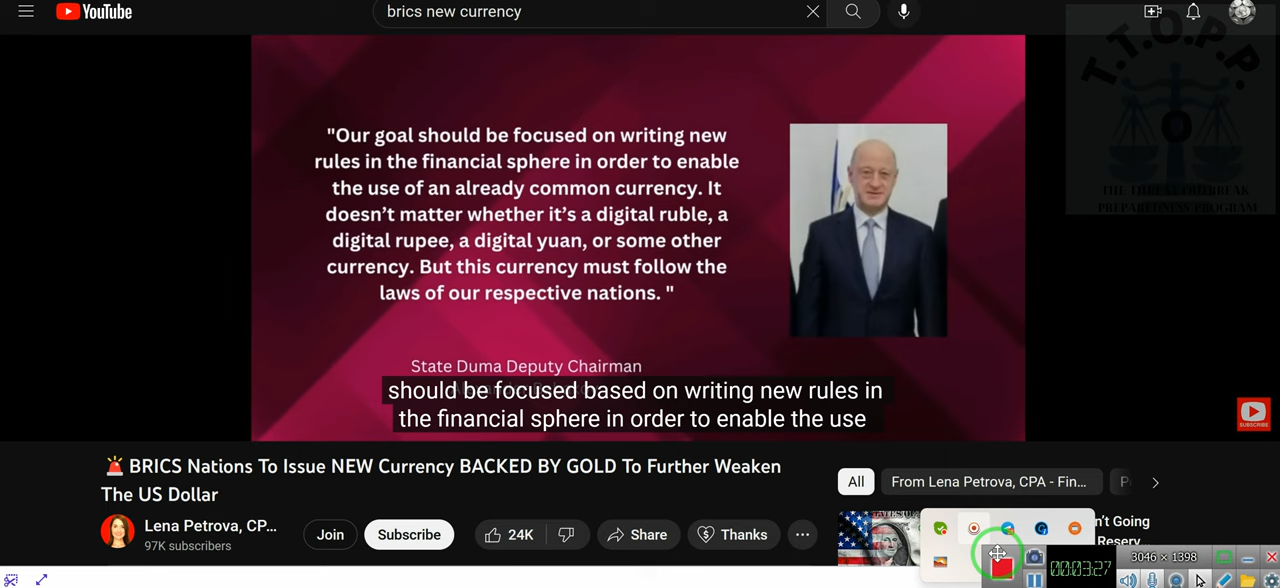 YouTube
brics new currency
T.T.O.P.P.
"Our goal should be focused on writing new
rules in the financial sphere in order to enable
the use of an already common currency. It
doesn't matter whether it's a digital ruble, a
digital rupee, a digital yuan, or some other
currency. But this currency must follow the
laws of our respective nations. "
THE THREAT OUTBREAK
PREPAREDNESS PROGRAM
State Duma Deputy Chairman
should be focused based on writing new rules in
the financial sphere in order to enable the use
SUBSCRIBE
🚨 BRICS Nations To Issue NEW Currency BACKED BY GOLD To Further Weaken
The US Dollar
All
From Lena Petrova, CPA - Fin...
Lena Petrova, CP...
97K subscribers
Join
Subscribe
24K
Share
Thanks
n't Going
Reserv...
3046 × 1398
00:03:27